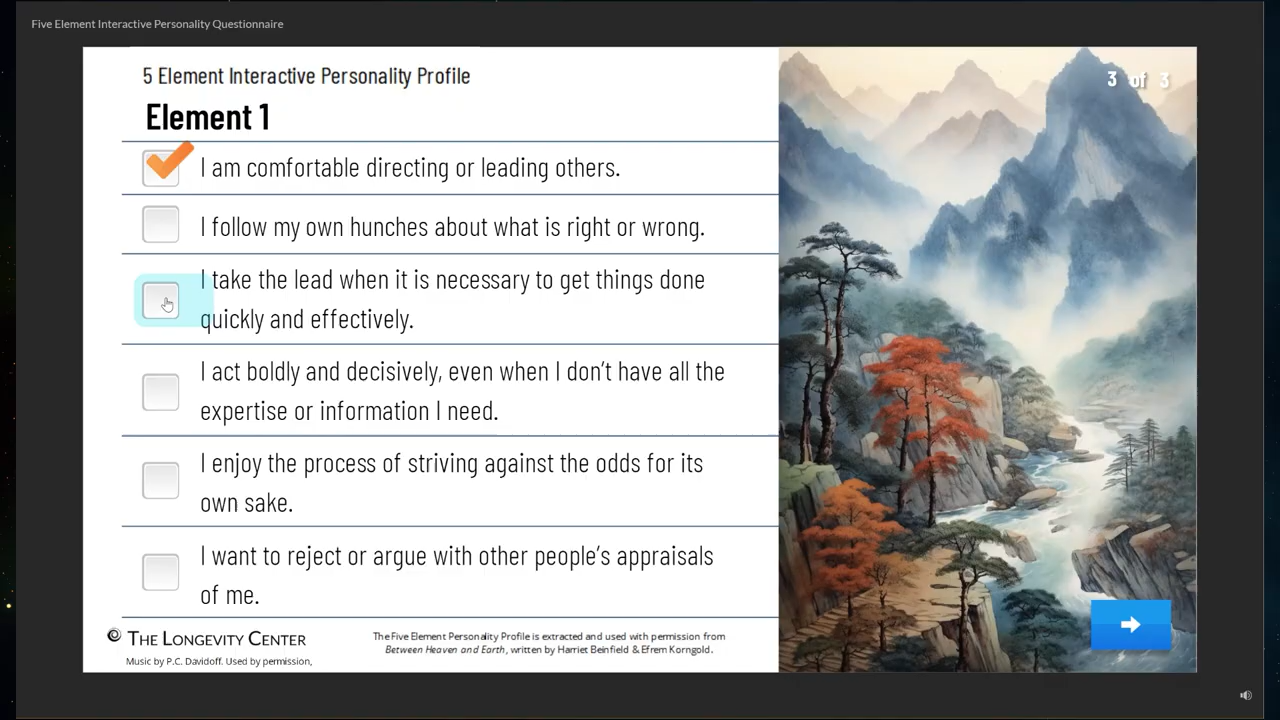 Five Element Interactive Personality Questionnaire
5 Element Interactive Personality Profile
3 of 3
Element 1
I am comfortable directing or leading others.
I follow my own hunches about what is right or wrong.
I take the lead when it is necessary to get things done
quickly and effectively.
I act boldly and decisively, even when I don’t have all the
expertise or information I need.
I enjoy the process of striving against the odds for its
own sake.
I want to reject or argue with other people’s appraisals
of me.
THE LONGEVITY CENTER
Music by P.C. Davidoff. Used by permission,
The Five Element Personality Profile is extracted and used with permission from
Between Heaven and Earth, written by Harriet Beinfield & Efrem Korngold.